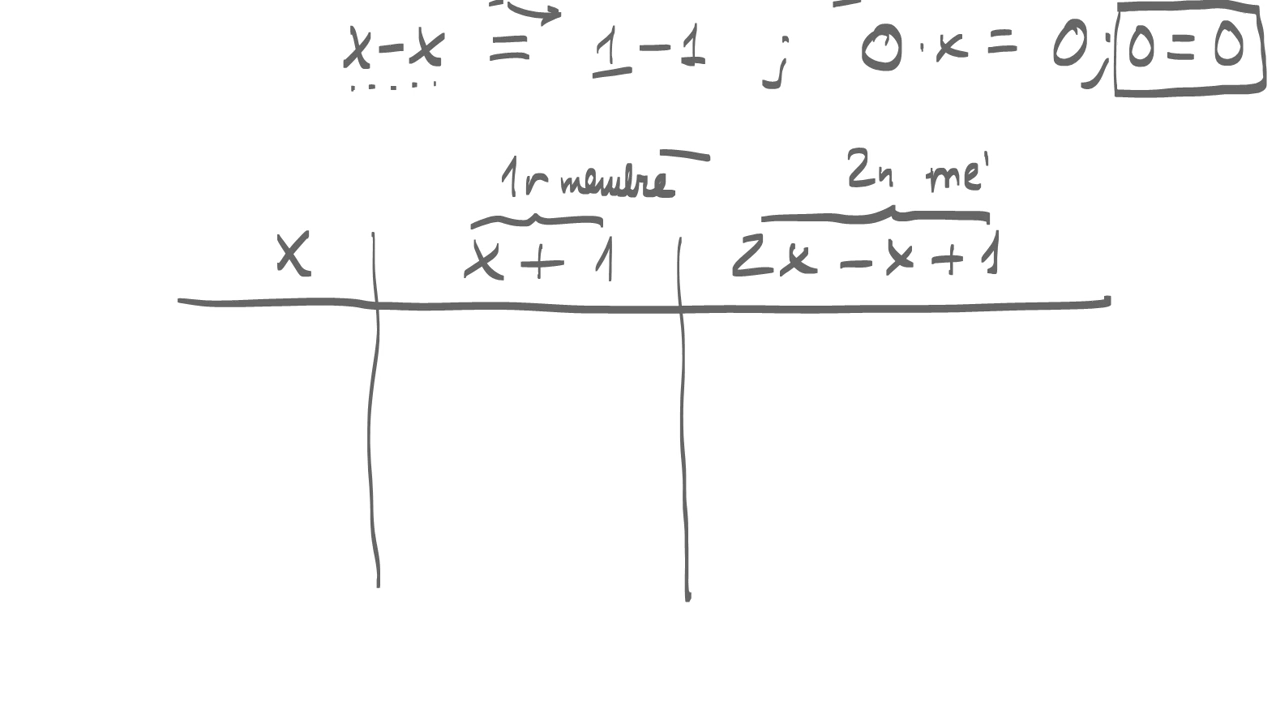 x-x = 1-1 ; 0·x = 0; 0 = 0
1r membre 2n me'
x x + 1 2x - x + 1